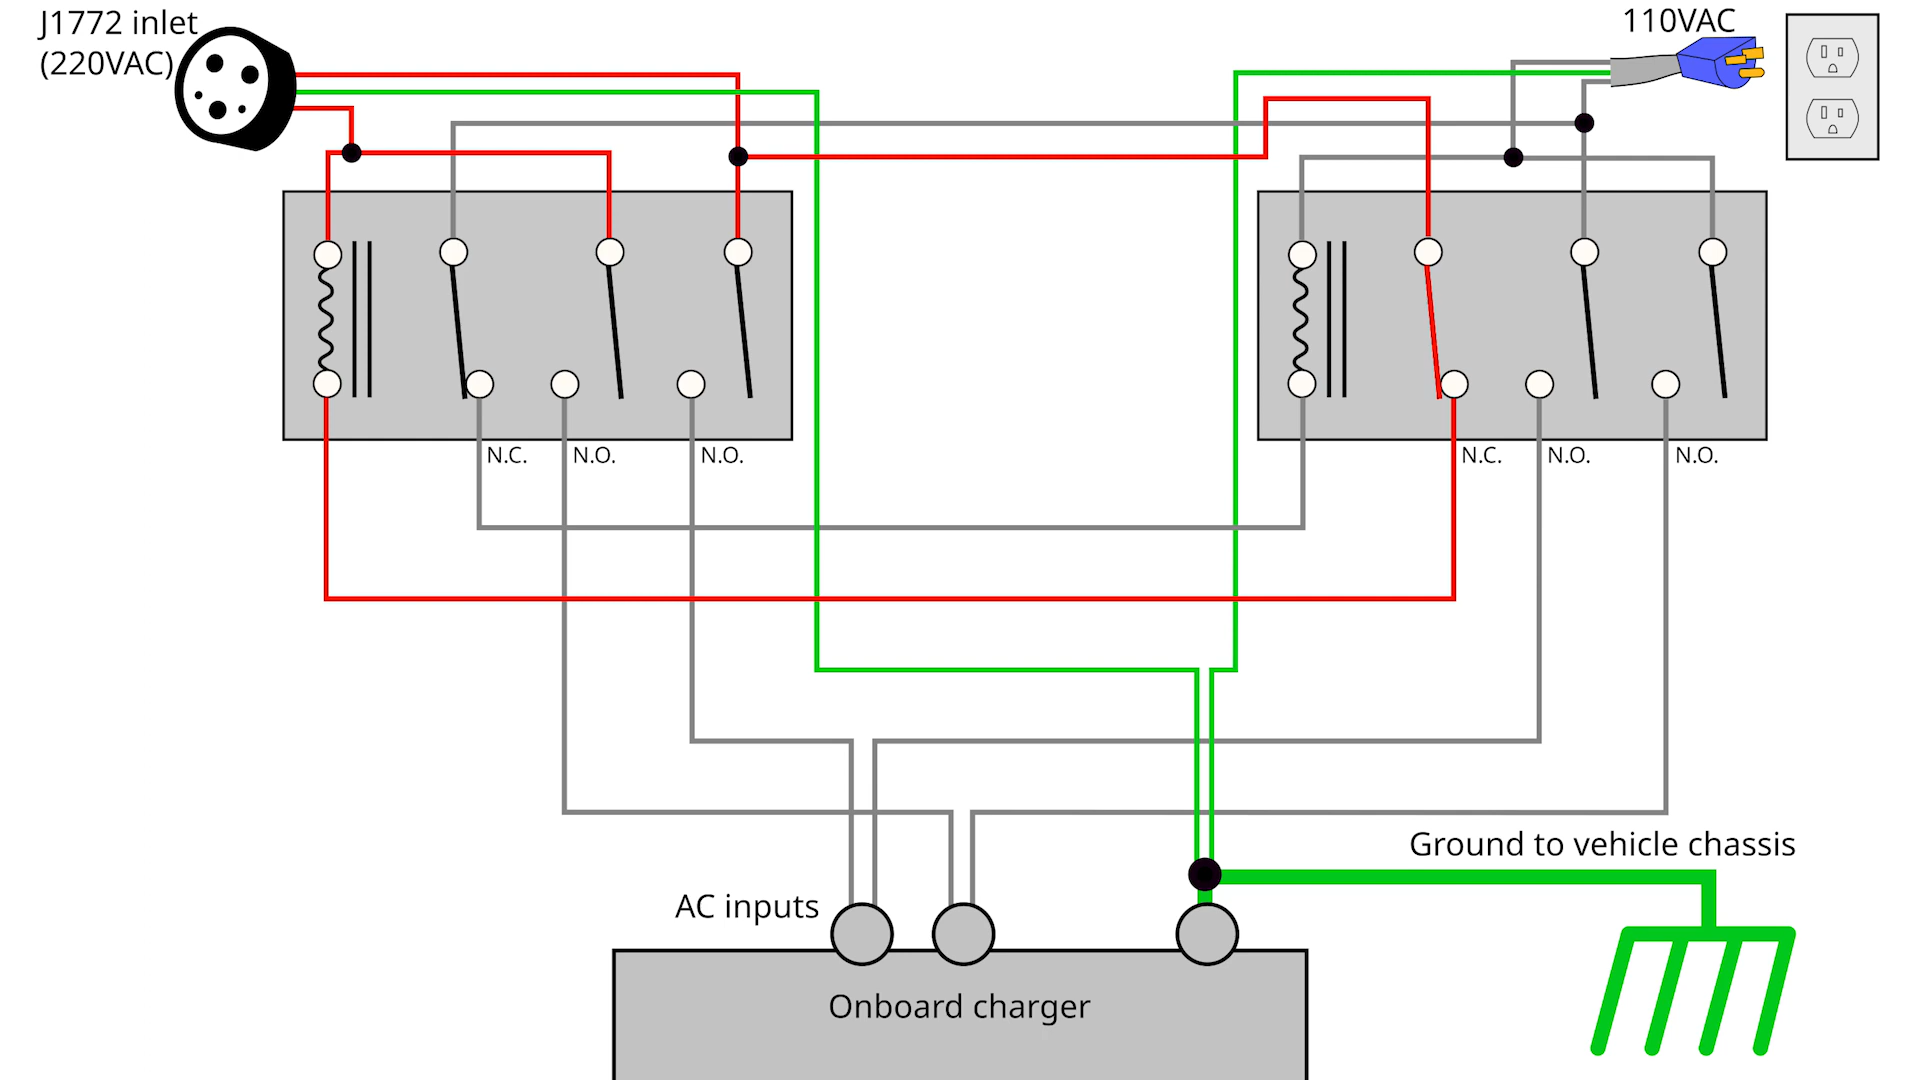 J1772 inlet
(220VAC)
110VAC
N.C.
N.O.
N.O.
N.C.
N.O.
N.O.
Ground to vehicle chassis
AC inputs
Onboard charger